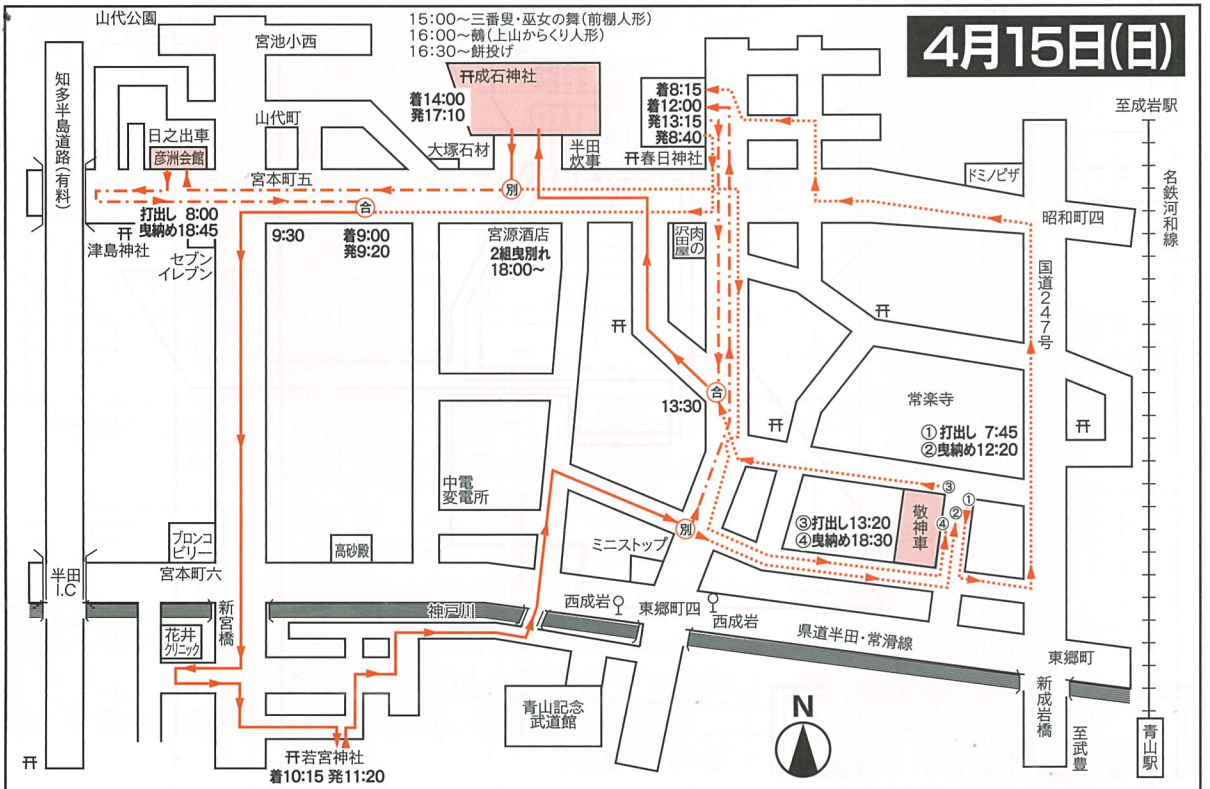 4月15日(日)
山代公園
宮池小西
15:00～三番叟・巫女の舞(前棚人形)
16:00～鵺(上山からくり人形)
16:30～餅投げ
成石神社
着14:00
発17:10
着8:15
着12:00
発13:15
発8:40
春日神社
至成岩駅
名鉄河和線
知多半島道路(有料)
山代町
日之出車
彦洲会館
大塚石材
半田
炊事
ドミノピザ
昭和町四
宮本町五
別
合
打出し 8:00
曳納め18:45
津島神社
セブン
イレブン
9:30
着9:00
発9:20
宮源酒店
2組曳別れ
18:00～
肉の
沢田屋
国道247号
合
13:30
常楽寺
①打出し 7:45
②曳納め12:20
③
①
②
④
敬神車
③打出し13:20
④曳納め18:30
中電
変電所
別
ミニストップ
ブロンコ
ビリー
高砂殿
宮本町六
半田
I.C
新宮橋
神戸川
西成岩
東郷町四
西成岩
県道半田・常滑線
花井
クリニック
東郷町
新成岩橋
至武豊
青山駅
青山記念
武道館
N
若宮神社
着10:15 発11:20